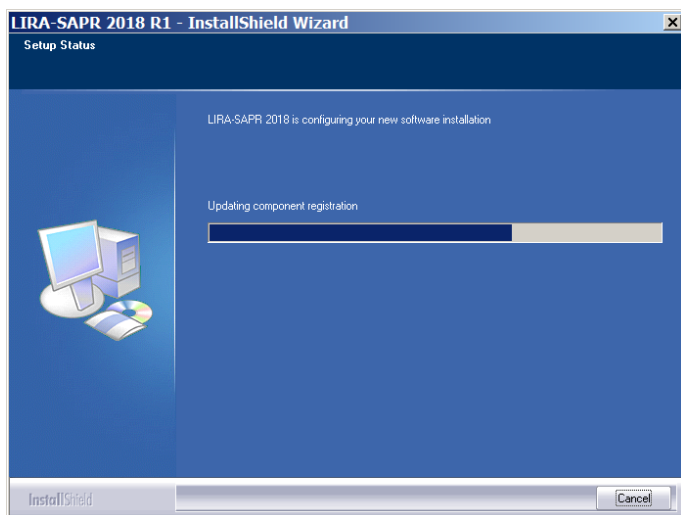 LIRA-SAPR 2018 R1 - InstallShield Wizard
Setup Status
LIRA-SAPR 2018 is configuring your new software installation
Updating component registration
InstallShield
Cancel